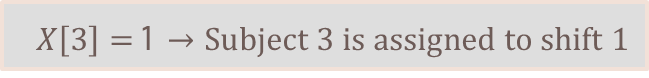 X[3] = 1 → Subject 3 is assigned to shift 1